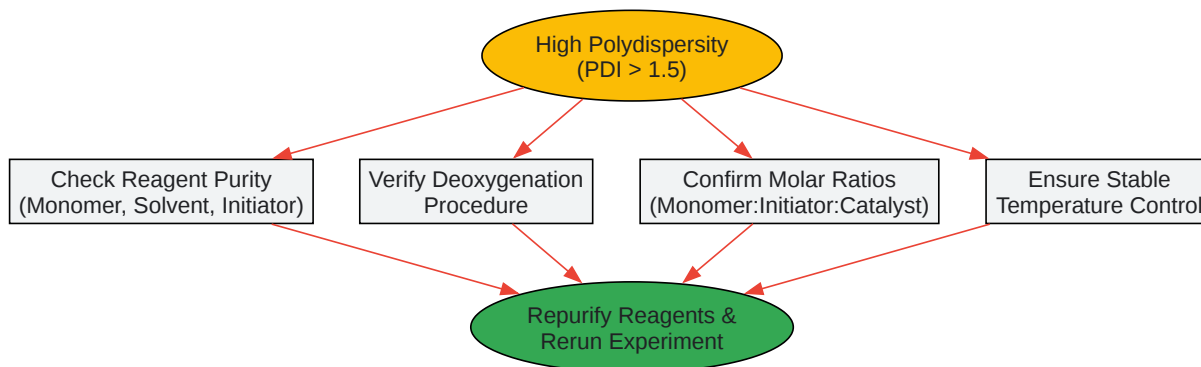 High Polydispersity
(PDI > 1.5)
Check Reagent Purity
(Monomer, Solvent, Initiator)
Verify Deoxygenation
Procedure
Confirm Molar Ratios
(Monomer:Initiator:Catalyst)
Ensure Stable
Temperature Control
Repurify Reagents &
Rerun Experiment